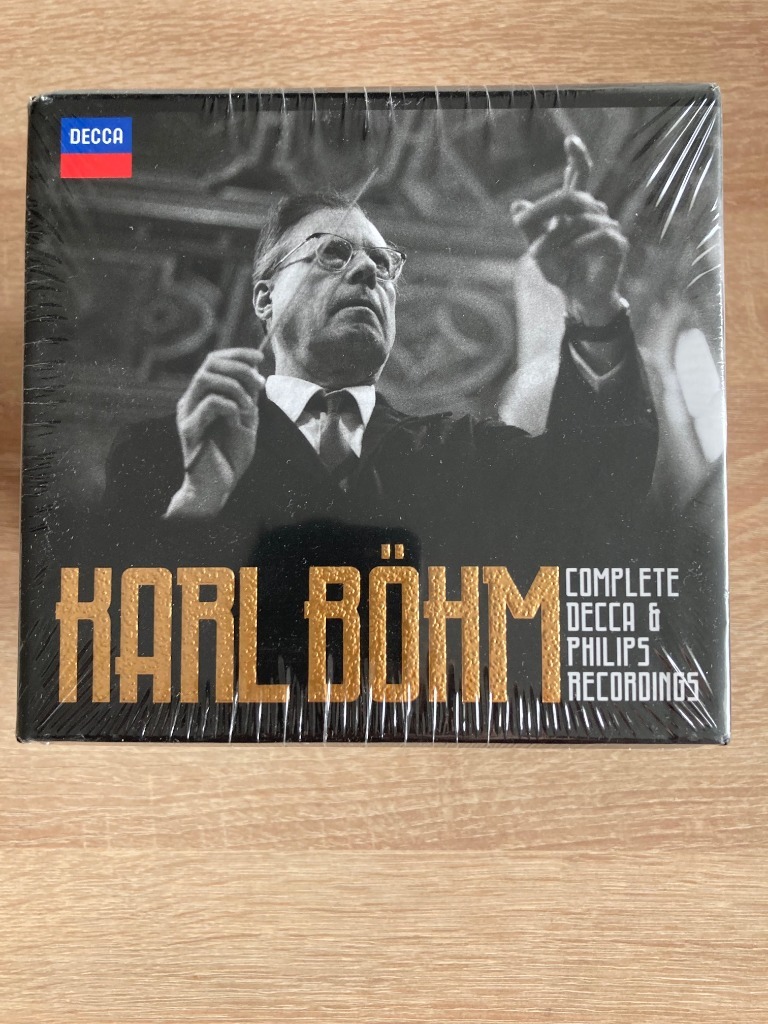 DECCA
KARL BÖHM
COMPLETE
DECCA &
PHILIPS
RECORDINGS